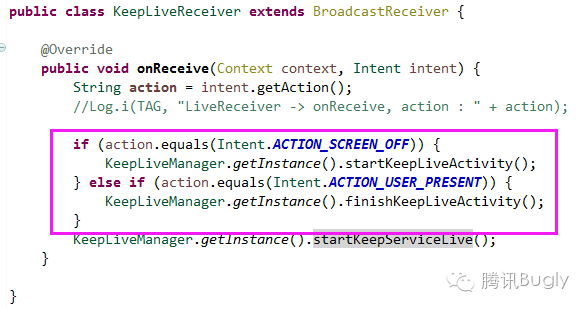 public class KeepLiveReceiver extends BroadcastReceiver {
@Override
public void onReceive(Context context, Intent intent) {
String action = intent.getAction();
//Log.i(TAG, "LiveReceiver -> onReceive, action : " + action);
if (action.equals(Intent.ACTION_SCREEN_OFF)) {
KeepLiveManager.getInstance().startKeepLiveActivity();
} else if (action.equals(Intent.ACTION_USER_PRESENT)) {
KeepLiveManager.getInstance().finishKeepLiveActivity();
}
KeepLiveManager.getInstance().startKeepServiceLive();
}
}
腾讯Bugly